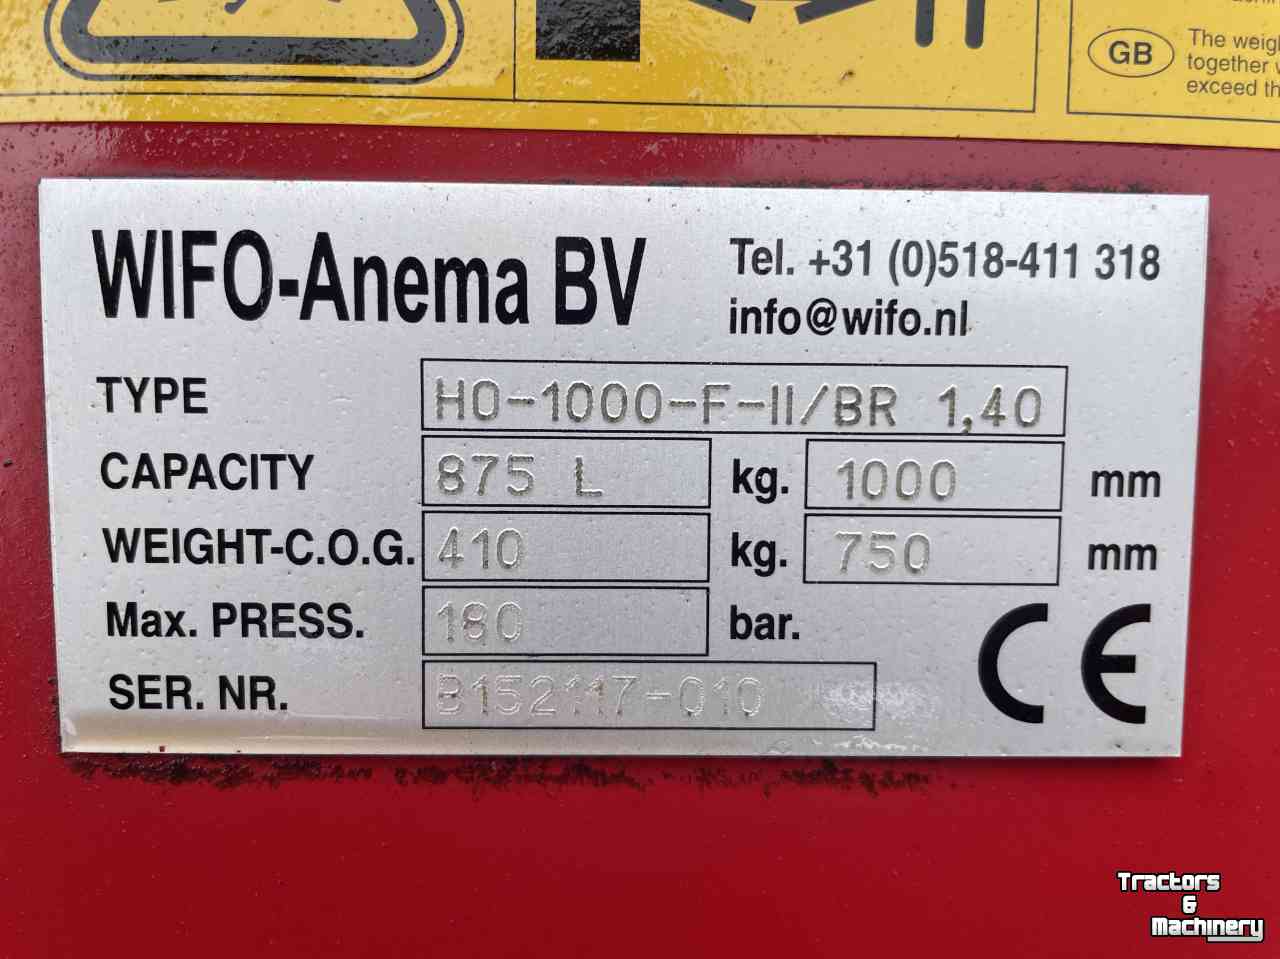 GB
The weig
together
exceed th
WIFO-Anema BV
Tel. +31 (0)518-411 318
info@wifo.nl
TYPE HO-1000-F-II/BR 1,40
CAPACITY 875 L kg. 1000 mm
WEIGHT-C.O.G. 410 kg. 750 mm
Max. PRESS. 180 bar.
SER. NR. B152117-010
CE
Tractors
&
Machinery